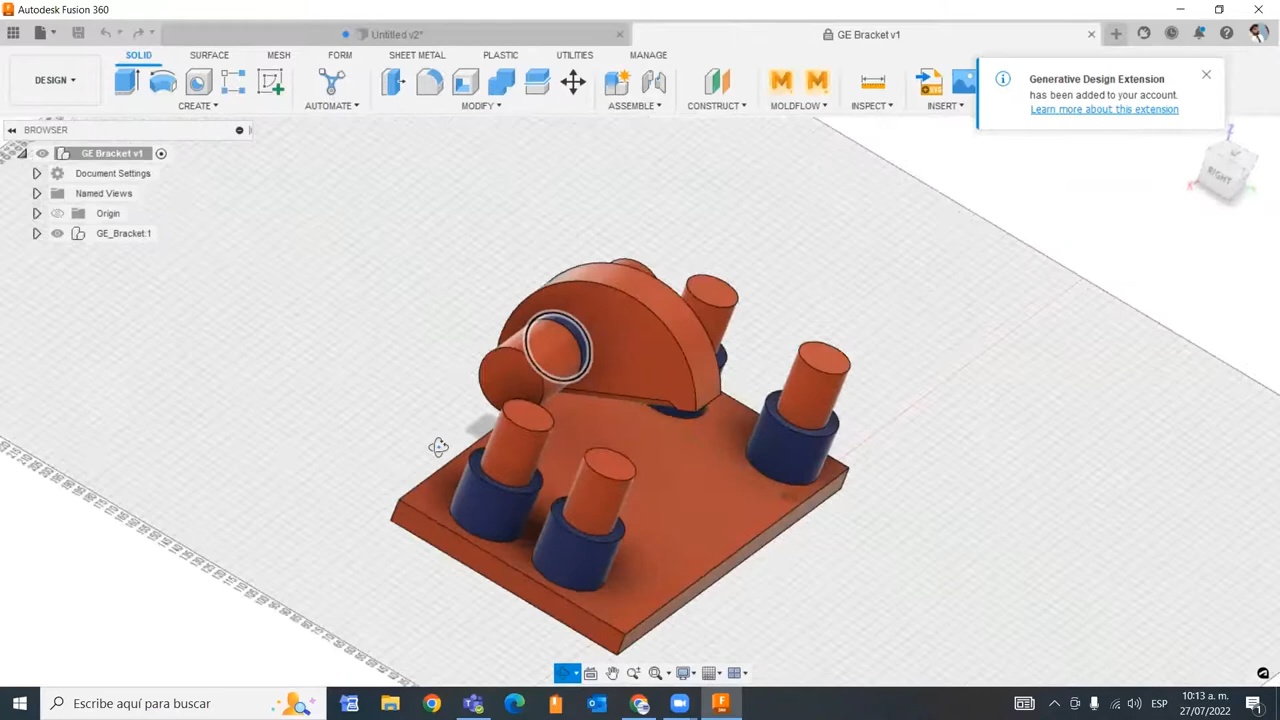 Autodesk Fusion 360
Untitled v2*
GE Bracket v1
SOLID
SURFACE
MESH
FORM
SHEET METAL
PLASTIC
UTILITIES
MANAGE
DESIGN
CREATE
AUTOMATE
MODIFY
ASSEMBLE
CONSTRUCT
MOLDFLOW
INSPECT
INSERT
Generative Design Extension
has been added to your account.
Learn more about this extension
BROWSER
GE Bracket v1
Document Settings
Named Views
Origin
GE_Bracket:1
Z
RIGHT
X
Escribe aquí para buscar
ESP
10:13 a. m.
27/07/2022